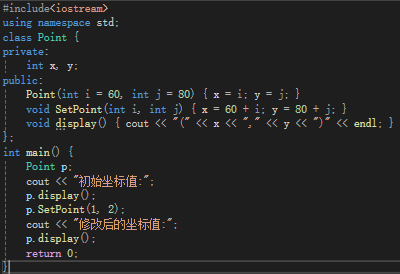 #include<iostream>
using namespace std;
class Point {
private:
    int x, y;
public:
    Point(int i = 60, int j = 80) { x = i; y = j; }
    void SetPoint(int i, int j) { x = 60 + i; y = 80 + j; }
    void display() { cout << "(" << x << "," << y << ")" << endl; }
};
int main() {
    Point p;
    cout << "初始坐标值:";
    p.display();
    p.SetPoint(1, 2);
    cout << "修改后的坐标值:";
    p.display();
    return 0;
}